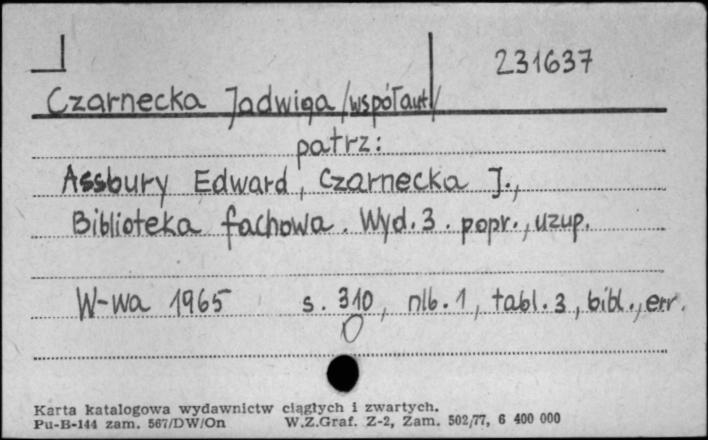 231637
Czarnecka Jadwiga /współaut/
patrz:
Assbury Edward, Czarnecka J.,
Biblioteka fachowa. Wyd. 3. popr., uzup.
W-wa 1965 s. 310, nlb. 1, tabl. 3, bibl., err.
Karta katalogowa wydawnictw ciągłych i zwartych.
Pu-B-144 zam. 567/DW/On W.Z.Graf. Z-2, Zam. 502/77, 6 400 000